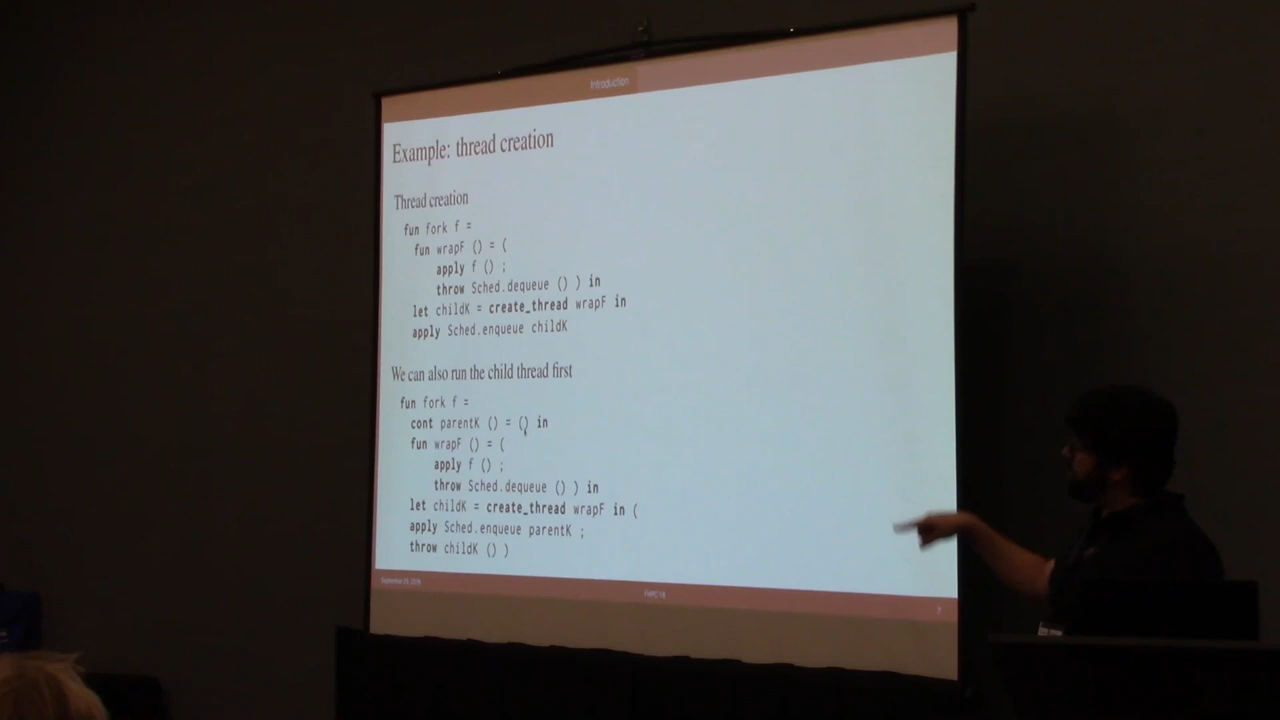 Introduction
Example: thread creation
Thread creation
fun fork f =
fun wrapF () = (
apply f () ;
throw Sched.dequeue () ) in
let childK = create_thread wrapF in
apply Sched.enqueue childK
We can also run the child thread first
fun fork f =
cont parentK () = () in
fun wrapF () = (
apply f () ;
throw Sched.dequeue () ) in
let childK = create_thread wrapF in (
apply Sched.enqueue parentK ;
throw childK () )
7